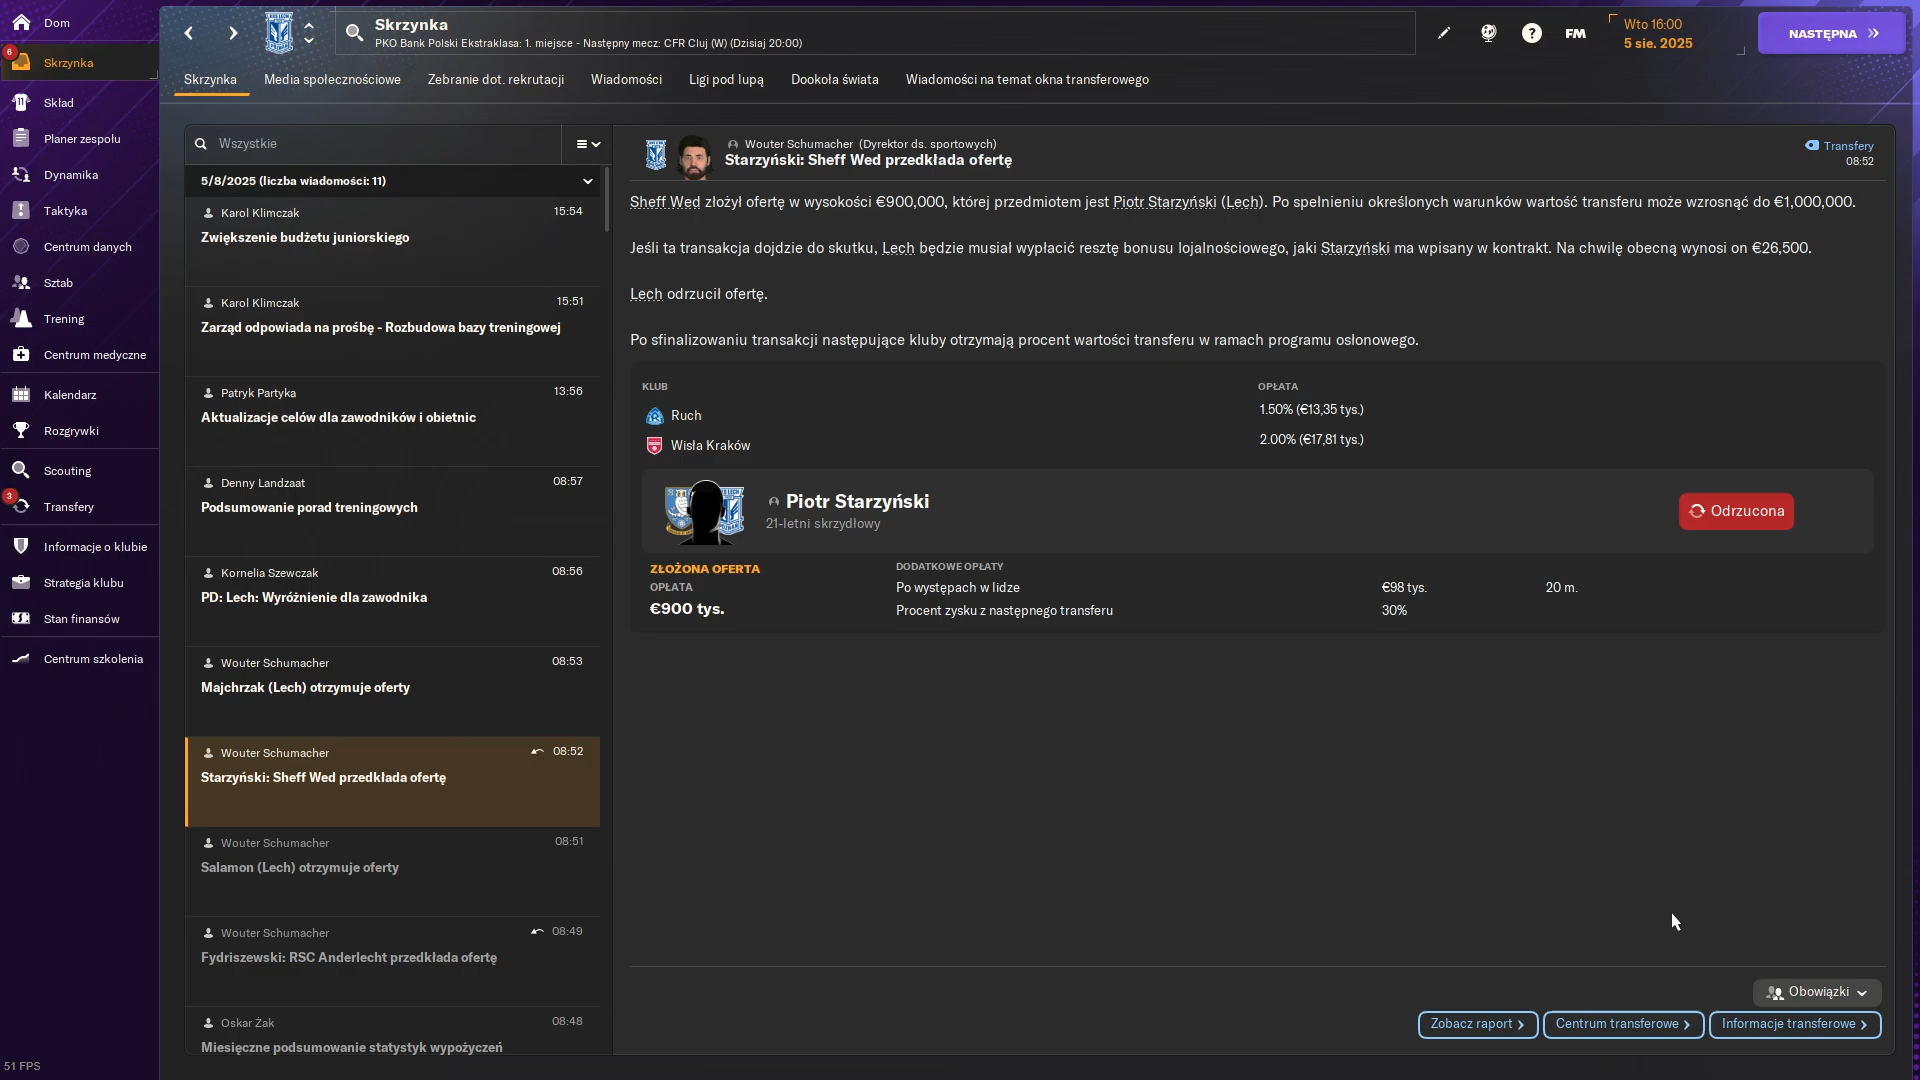 Dom
6
Skrzynka
Skład
Planer zespołu
Dynamika
Taktyka
Centrum danych
Sztab
Trening
Centrum medyczne
Kalendarz
Rozgrywki
Scouting
3
Transfery
Informacje o klubie
Strategia klubu
Stan finansów
Centrum szkolenia
51 FPS
Skrzynka
PKO Bank Polski Ekstraklasa: 1. miejsce - Następny mecz: CFR Cluj (W) (Dzisiaj 20:00)
FM
Wto 16:00
5 sie. 2025
NASTĘPNA
Skrzynka Media społecznościowe Zebranie dot. rekrutacji Wiadomości Ligi pod lupą Dookoła świata Wiadomości na temat okna transferowego
Wszystkie
5/8/2025 (liczba wiadomości: 11)
Karol Klimczak 15:54
Zwiększenie budżetu juniorskiego
Karol Klimczak 15:51
Zarząd odpowiada na prośbę - Rozbudowa bazy treningowej
Patryk Partyka 13:56
Aktualizacje celów dla zawodników i obietnic
Denny Landzaat 08:57
Podsumowanie porad treningowych
Kornelia Szewczak 08:56
PD: Lech: Wyróżnienie dla zawodnika
Wouter Schumacher 08:53
Majchrzak (Lech) otrzymuje oferty
Wouter Schumacher 08:52
Starzyński: Sheff Wed przedkłada ofertę
Wouter Schumacher 08:51
Salamon (Lech) otrzymuje oferty
Wouter Schumacher 08:49
Fydriszewski: RSC Anderlecht przedkłada ofertę
Oskar Żak 08:48
Miesięczne podsumowanie statystyk wypożyczeń
Wouter Schumacher (Dyrektor ds. sportowych)
Starzyński: Sheff Wed przedkłada ofertę
Transfery
08:52
Sheff Wed złożył ofertę w wysokości €900,000, której przedmiotem jest Piotr Starzyński (Lech). Po spełnieniu określonych warunków wartość transferu może wzrosnąć do €1,000,000.
Jeśli ta transakcja dojdzie do skutku, Lech będzie musiał wypłacić resztę bonusu lojalnościowego, jaki Starzyński ma wpisany w kontrakt. Na chwilę obecną wynosi on €26,500.
Lech odrzucił ofertę.
Po sfinalizowaniu transakcji następujące kluby otrzymają procent wartości transferu w ramach programu osłonowego.
KLUB OPŁATA
Ruch 1.50% (€13,35 tys.)
Wisła Kraków 2.00% (€17,81 tys.)
Piotr Starzyński
21-letni skrzydłowy
Odrzucona
ZŁOŻONA OFERTA DODATKOWE OPŁATY
OPŁATA
€900 tys.
Po występach w lidze €98 tys. 20 m.
Procent zysku z następnego transferu 30%
Obowiązki
Zobacz raport Centrum transferowe Informacje transferowe